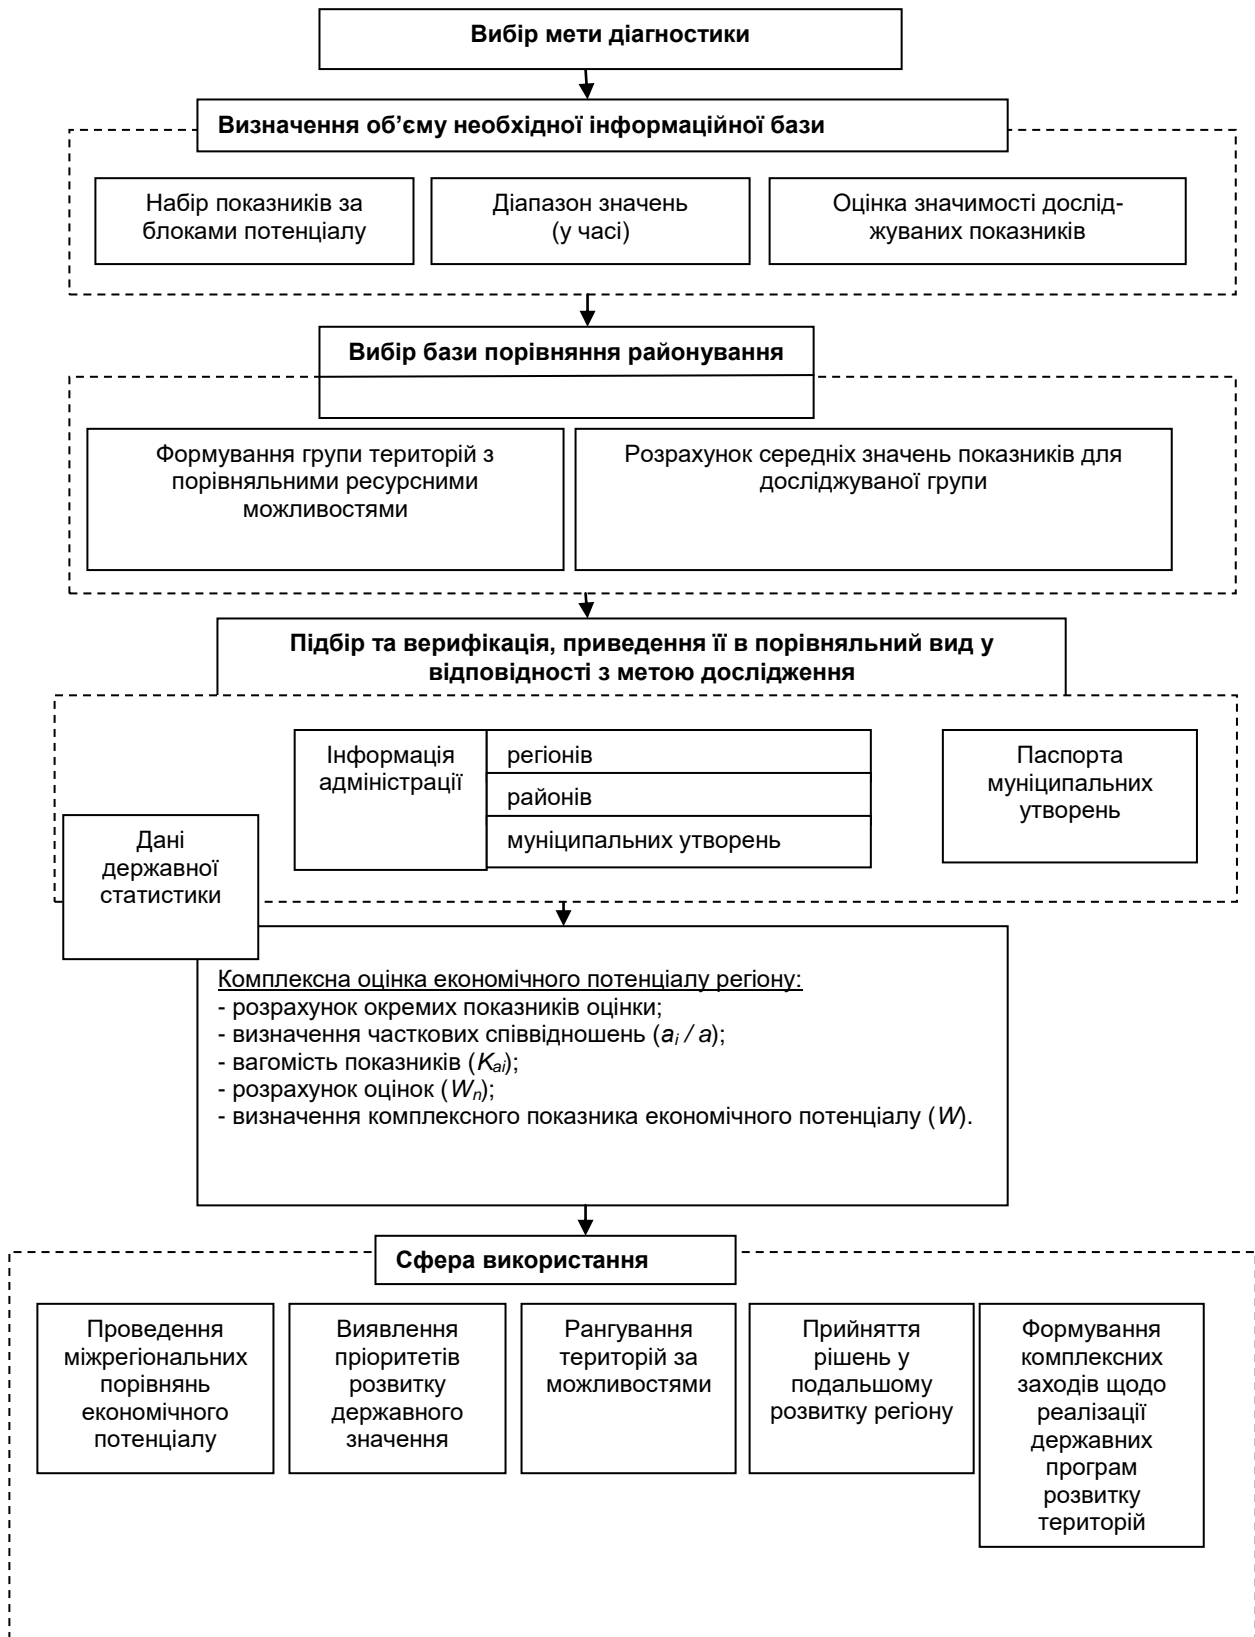 Вибір мети діагностики
Визначення об’єму необхідної інформаційної бази
Набір показників за
блоками потенціалу
Діапазон значень
(у часі)
Оцінка значимості дослід-
жуваних показників
Вибір бази порівняння районування
Формування групи територій з
порівняльними ресурсними
можливостями
Розрахунок середніх значень показників для
досліджуваної групи
Підбір та верифікація, приведення її в порівняльний вид у
відповідності з метою дослідження
Інформація
адміністрації
регіонів
районів
муніципальних утворень
Паспорта
муніципальних
утворень
Дані
державної
статистики
Комплексна оцінка економічного потенціалу регіону:
- розрахунок окремих показників оцінки;
- визначення часткових співвідношень (a_i / a);
- вагомість показників (K_ai);
- розрахунок оцінок (W_n);
- визначення комплексного показника економічного потенціалу (W).
Сфера використання
Проведення
міжрегіональних
порівнянь
економічного
потенціалу
Виявлення
пріоритетів
розвитку
державного
значення
Рангування
територій за
можливостями
Прийняття
рішень у
подальшому
розвитку регіону
Формування
комплексних
заходів щодо
реалізації
державних
програм
розвитку
територій